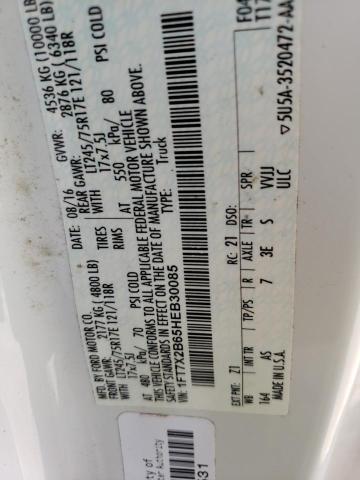 MFD. BY FORD MOTOR CO.
DATE: 08/16
GVWR: 4536 KG (10000 LB)
FRONT GAWR: 2177 KG (4800 LB)
REAR GAWR: 2876 KG (6340 LB)
LT245/75R17E 121/118R
TIRES
LT245/75R17E 121/118R
WITH 17x7.5J
RIMS
WITH 17x7.5J
AT 480 kPa/ 70 PSI COLD
AT 550 kPa/ 80 PSI COLD
THIS VEHICLE CONFORMS TO ALL APPLICABLE FEDERAL MOTOR VEHICLE
SAFETY STANDARDS IN EFFECT ON THE DATE OF MANUFACTURE SHOWN ABOVE.
VIN: 1FT7X2B65HEB30085
TYPE: Truck
EXT PNT: Z1
RC: 21
DSO:
WB
INT TR
TP/PS
R
AXLE
TR
SPR
164
AS
7
3E
S
VVJJ
MADE IN U.S.A.
ULC
5U5A-3520472-AA